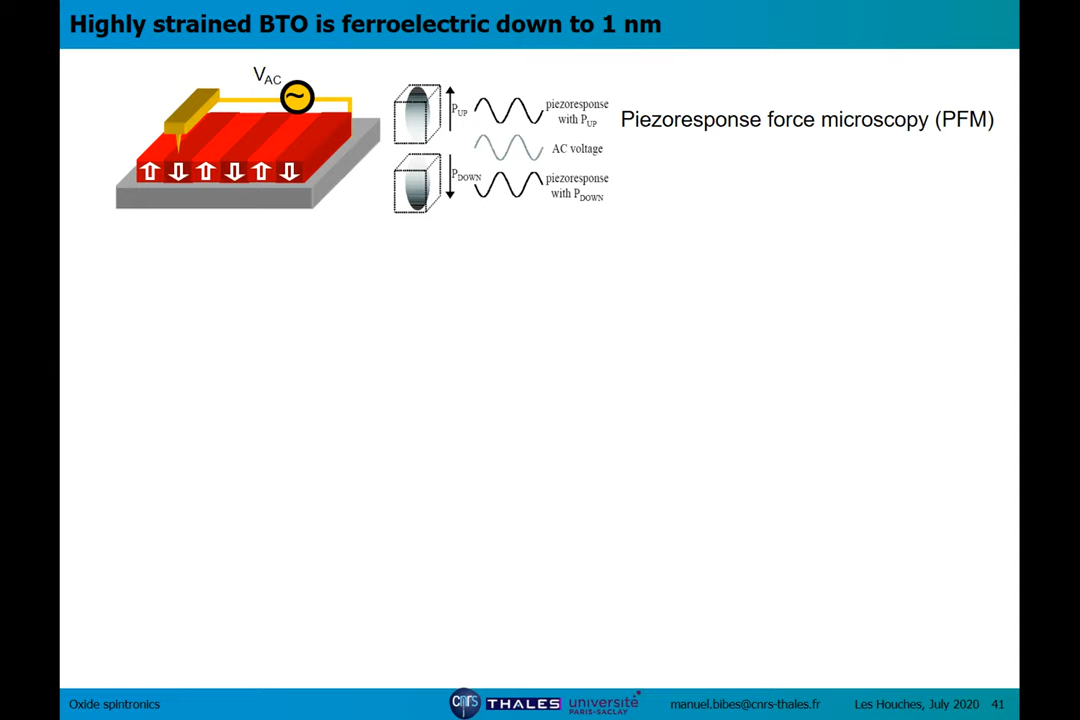 Highly strained BTO is ferroelectric down to 1 nm
VAC
~
PUP
piezoresponse
with PUP
Piezoresponse force microscopy (PFM)
AC voltage
PDOWN
piezoresponse
with PDOWN
Oxide spintronics
cnrs
THALES
université
PARIS-SACLAY
manuel.bibes@cnrs-thales.fr
Les Houches, July 2020
41